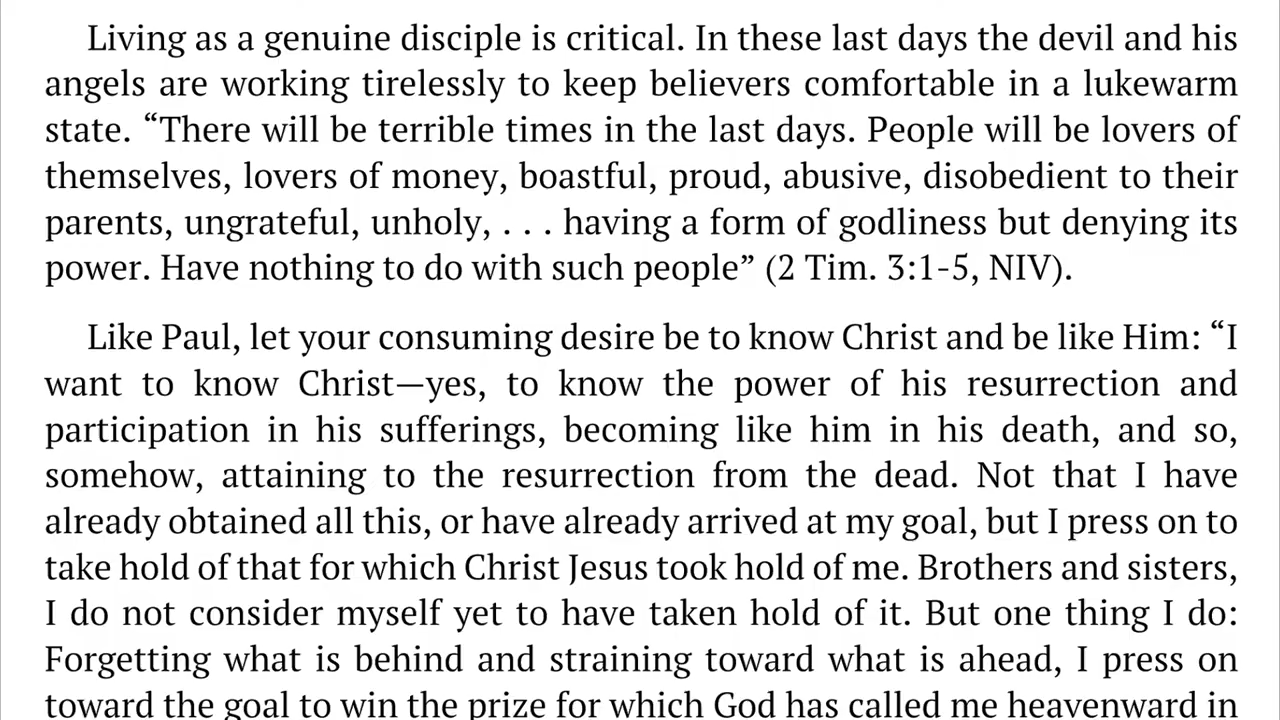 Living as a genuine disciple is critical. In these last days the devil and his
angels are working tirelessly to keep believers comfortable in a lukewarm
state. “There will be terrible times in the last days. People will be lovers of
themselves, lovers of money, boastful, proud, abusive, disobedient to their
parents, ungrateful, unholy, . . . having a form of godliness but denying its
power. Have nothing to do with such people” (2 Tim. 3:1-5, NIV).
Like Paul, let your consuming desire be to know Christ and be like Him: “I
want to know Christ—yes, to know the power of his resurrection and
participation in his sufferings, becoming like him in his death, and so,
somehow, attaining to the resurrection from the dead. Not that I have
already obtained all this, or have already arrived at my goal, but I press on to
take hold of that for which Christ Jesus took hold of me. Brothers and sisters,
I do not consider myself yet to have taken hold of it. But one thing I do:
Forgetting what is behind and straining toward what is ahead, I press on
toward the goal to win the prize for which God has called me heavenward in